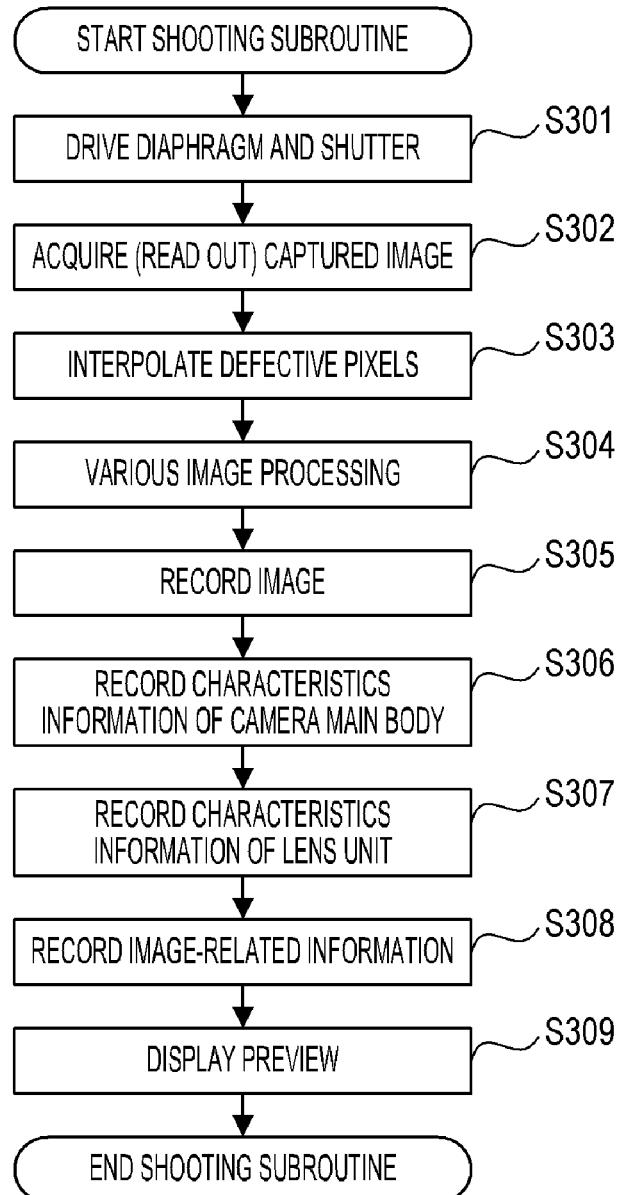 START SHOOTING SUBROUTINE
S301
DRIVE DIAPHRAGM AND SHUTTER
S302
ACQUIRE (READ OUT) CAPTURED IMAGE
S303
INTERPOLATE DEFECTIVE PIXELS
S304
VARIOUS IMAGE PROCESSING
S305
RECORD IMAGE
S306
RECORD CHARACTERISTICS
INFORMATION OF CAMERA MAIN BODY
S307
RECORD CHARACTERISTICS
INFORMATION OF LENS UNIT
S308
RECORD IMAGE-RELATED INFORMATION
S309
DISPLAY PREVIEW
END SHOOTING SUBROUTINE